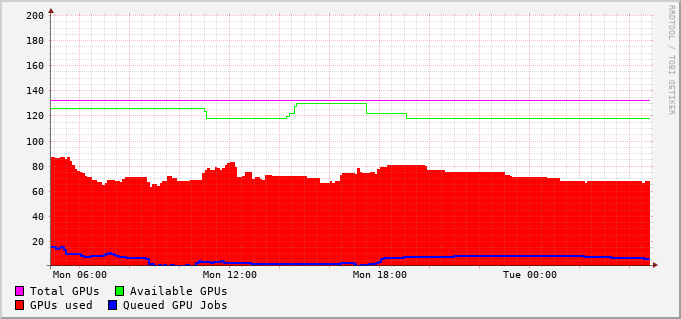 200
180
160
140
120
100
80
60
40
20
Mon 06:00 Mon 12:00 Mon 18:00 Tue 00:00
Total GPUs Available GPUs
GPUs used Queued GPU Jobs
RRDTOOL / TOBI OETIKER